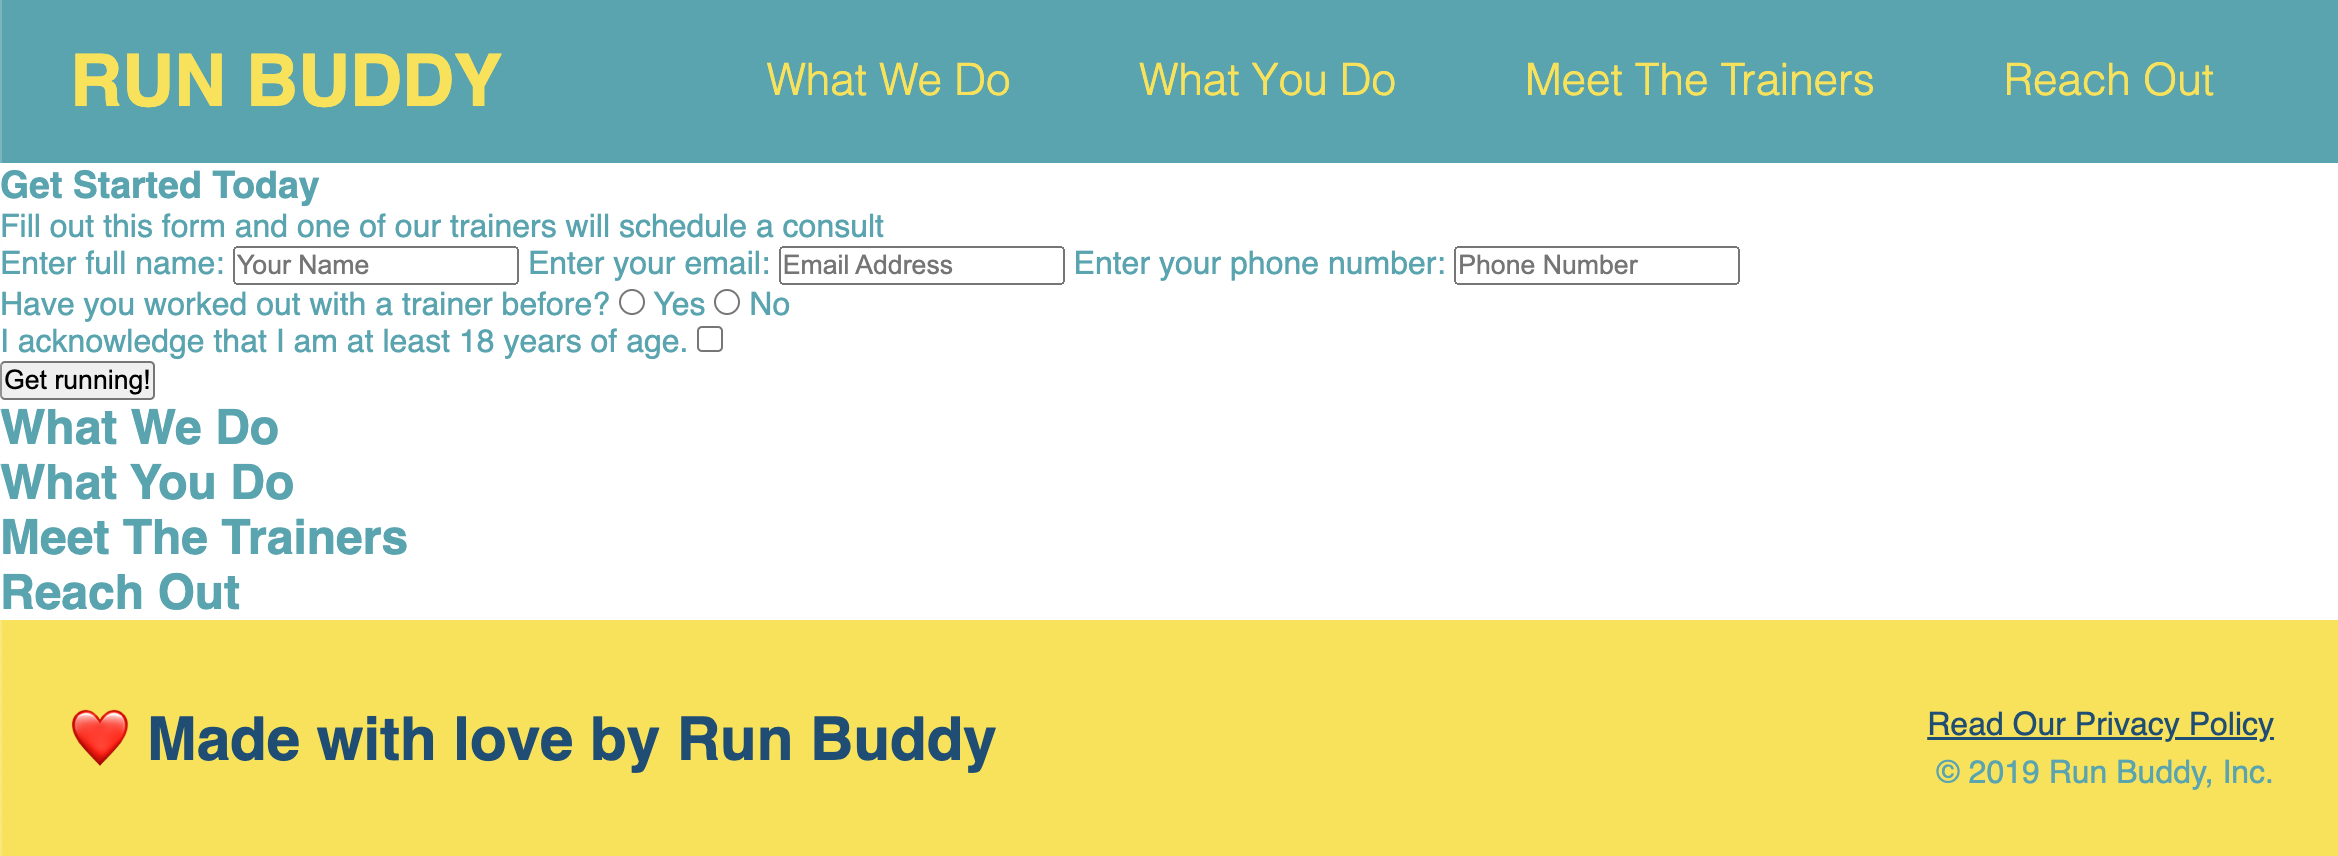 RUN BUDDY What We Do What You Do Meet The Trainers Reach Out
Get Started Today
Fill out this form and one of our trainers will schedule a consult
Enter full name: Your Name Enter your email: Email Address Enter your phone number: Phone Number
Have you worked out with a trainer before? Yes No
I acknowledge that I am at least 18 years of age.
Get running!
What We Do
What You Do
Meet The Trainers
Reach Out
❤️ Made with love by Run Buddy
Read Our Privacy Policy
© 2019 Run Buddy, Inc.